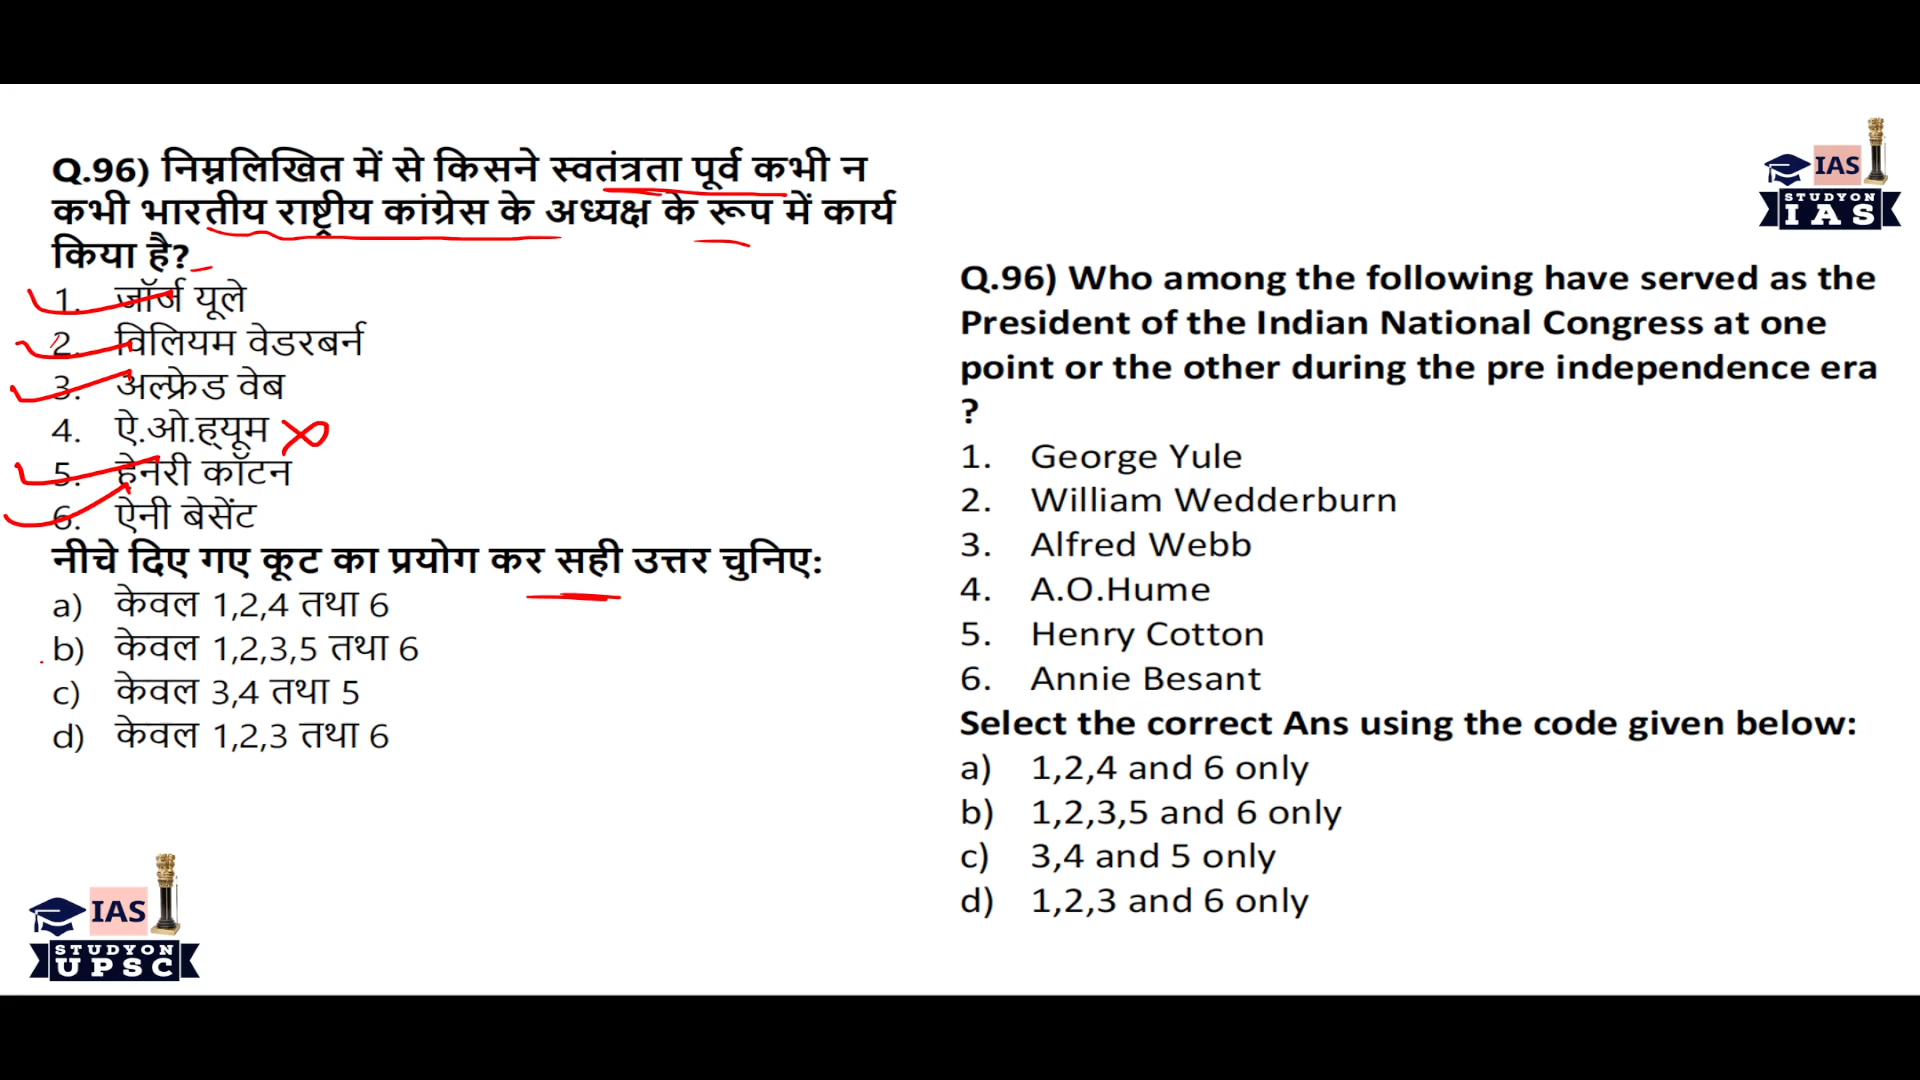 Q.96) निम्नलिखित में से किसने स्वतंत्रता पूर्व कभी न
कभी भारतीय राष्ट्रीय कांग्रेस के अध्यक्ष के रूप में कार्य
किया है?
1. जॉर्ज यूले
2. विलियम वेडरबर्न
3. अल्फ्रेड वेब
4. ऐ.ओ.ह्यूम
5. हेनरी कॉटन
6. ऐनी बेसेंट
नीचे दिए गए कूट का प्रयोग कर सही उत्तर चुनिए:
a) केवल 1,2,4 तथा 6
b) केवल 1,2,3,5 तथा 6
c) केवल 3,4 तथा 5
d) केवल 1,2,3 तथा 6
IAS
STUDYON
UPSC
IAS
STUDYON
IAS
Q.96) Who among the following have served as the
President of the Indian National Congress at one
point or the other during the pre independence era
?
1. George Yule
2. William Wedderburn
3. Alfred Webb
4. A.O.Hume
5. Henry Cotton
6. Annie Besant
Select the correct Ans using the code given below:
a) 1,2,4 and 6 only
b) 1,2,3,5 and 6 only
c) 3,4 and 5 only
d) 1,2,3 and 6 only